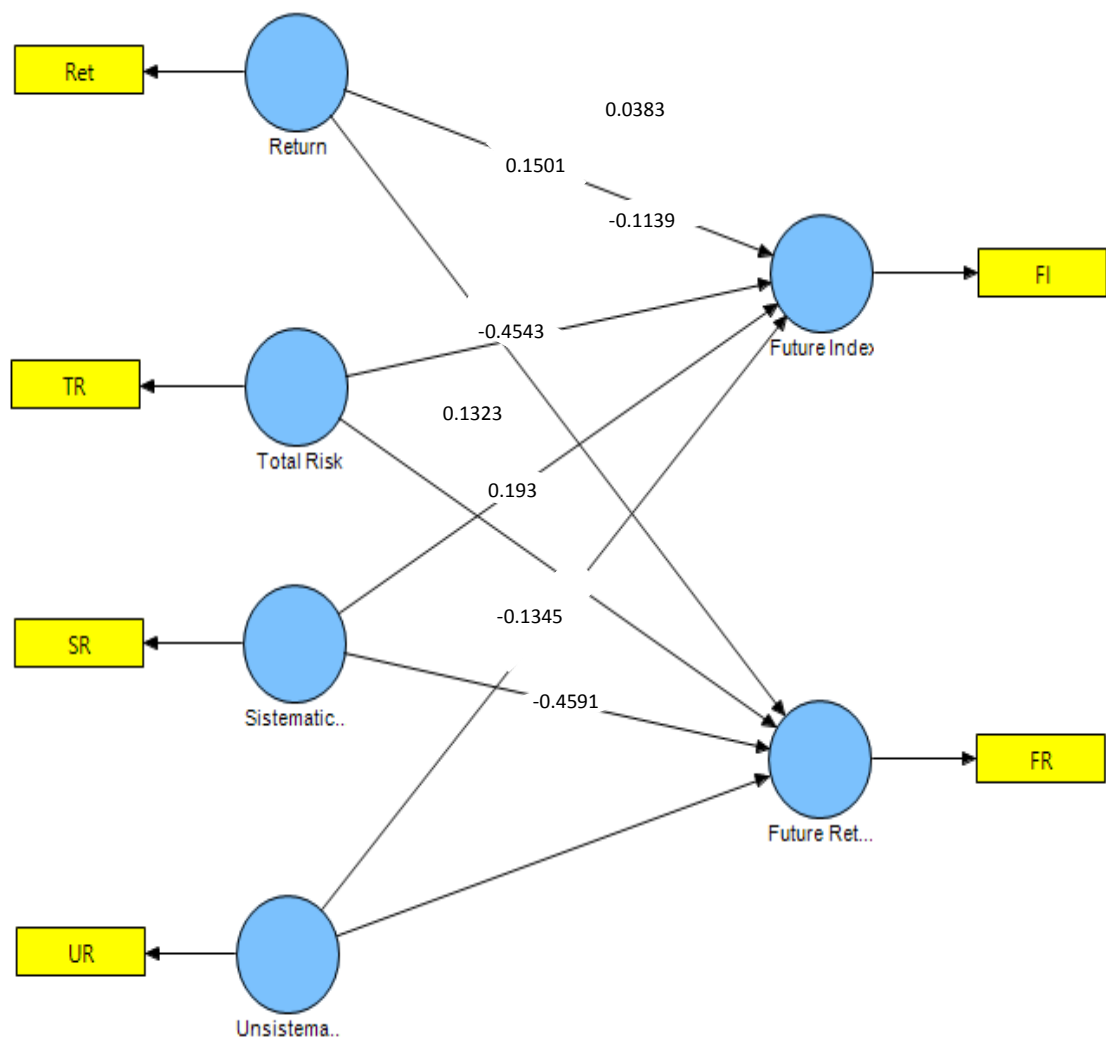 Ret
Return
0.0383
0.1501
-0.1139
FI
Future Index
-0.4543
TR
Total Risk
0.1323
0.193
SR
Sistematic..
-0.1345
-0.4591
FR
Future Ret...
UR
Unsistema..